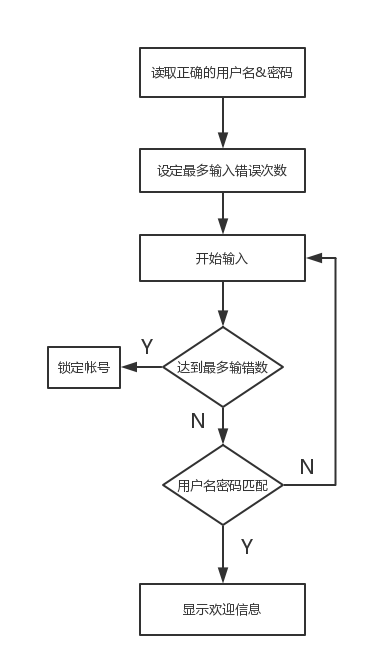 读取正确的用户名&密码
设定最多输入错误次数
开始输入
达到最多输错数
Y
锁定帐号
N
用户名密码匹配
N
Y
显示欢迎信息